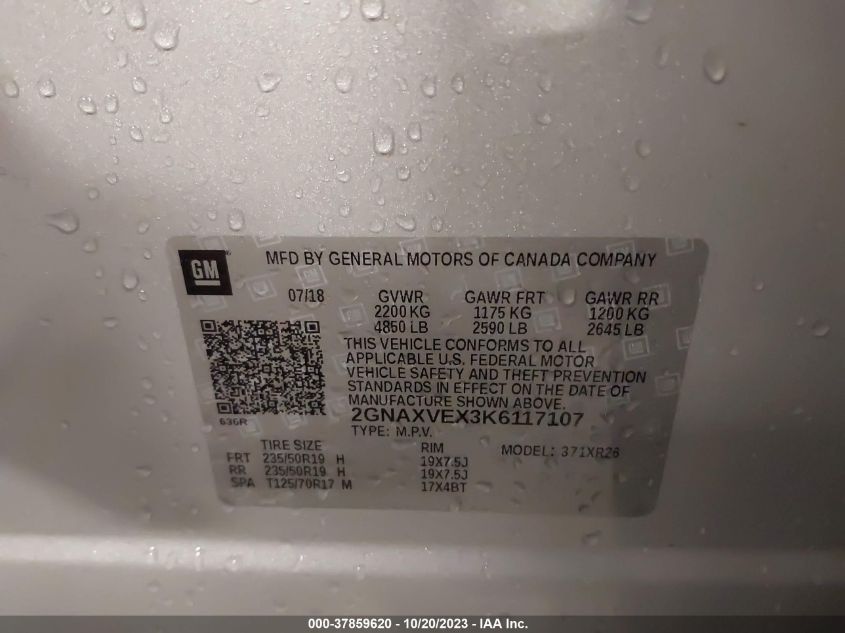 GM
MFD BY GENERAL MOTORS OF CANADA COMPANY
07/18 GVWR GAWR FRT GAWR RR
2200 KG 1175 KG 1200 KG
4850 LB 2590 LB 2645 LB
THIS VEHICLE CONFORMS TO ALL
APPLICABLE U.S. FEDERAL MOTOR
VEHICLE SAFETY AND THEFT PREVENTION
STANDARDS IN EFFECT ON THE DATE OF
MANUFACTURE SHOWN ABOVE.
636R
2GNAXVEX3K6117107
TYPE: M.P.V.
MODEL: 371XR26
TIRE SIZE RIM
FRT 235/50R19 H 19X7.5J
RR 235/50R19 H 19X7.5J
SPA T125/70R17 M 17X4BT
000-37859620 - 10/20/2023 - IAA Inc.